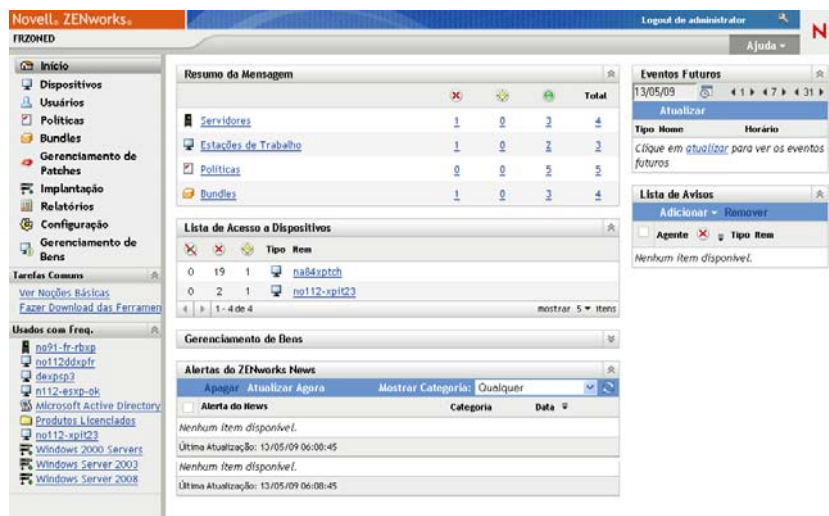 Novell® ZENworks®
Logout de administrator
FRZONED
N
Ajuda
Início
Dispositivos
Usuários
Políticas
Bundles
Gerenciamento de
Patches
Implantação
Relatórios
Configuração
Gerenciamento de
Bens
Tarefas Comuns
Ver Noções Básicas
Fazer Download das Ferramen
Usados com Freq.
no91-fr-rbxp
no112ddxpfr
dexpsp3
n112-esxp-ok
Microsoft Active Directory
Produtos Licenciados
no112-xpit23
Windows 2000 Servers
Windows Server 2003
Windows Server 2008
Resumo da Mensagem
Total
Servidores 1 0 3 4
Estações de Trabalho 1 0 2 3
Políticas 0 0 5 5
Bundles 1 0 3 4
Lista de Acesso a Dispositivos
Tipo Item
0 19 1 na84xptch
0 2 1 no112-xpit23
1 - 4 de 4 mostrar 5 itens
Gerenciamento de Bens
Alertas do ZENworks News
Apagar Atualizar Agora Mostrar Categoria: Qualquer
Alerta do News Categoria Data
Nenhum item disponível.
Última Atualização: 13/05/09 06:00:45
Nenhum item disponível.
Última Atualização: 13/05/09 06:08:45
Eventos Futuros
13/05/09 1 7 31
Atualizar
Tipo Nome Horário
Clique em atualizar para ver os eventos
futuros
Lista de Avisos
Adicionar Remover
Agente Tipo Item
Nenhum item disponível.